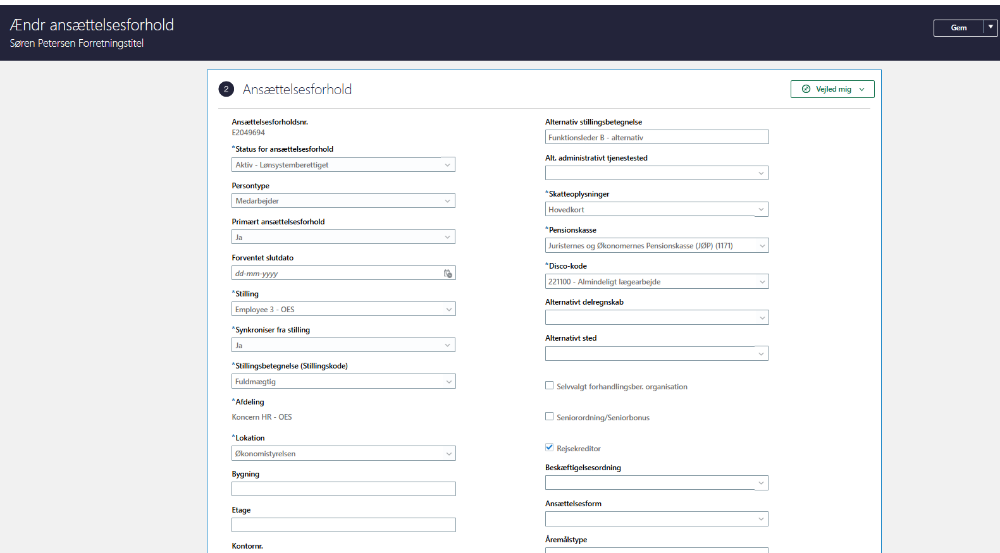 Ændr ansættelsesforhold
Søren Petersen Forretningstitel
Gem
2 Ansættelsesforhold
Vejled mig
Ansættelsesforholdsnr.
E2049694
*Status for ansættelsesforhold
Aktiv - Lønsystemberettiget
Persontype
Medarbejder
Primært ansættelsesforhold
Ja
Forventet slutdato
dd-mm-yyyy
*Stilling
Employee 3 - OES
*Synkroniser fra stilling
Ja
*Stillingsbetegnelse (Stillingskode)
Fuldmægtig
*Afdeling
Koncern HR - OES
*Lokation
Økonomistyrelsen
Bygning
Etage
Kontornr.
Alternativ stillingsbetegnelse
Funktionsleder B - alternativ
Alt. administrativt tjenestested
*Skatteoplysninger
Hovedkort
*Pensionskasse
Juristernes og Økonomernes Pensionskasse (JØP) (1171)
*Disco-kode
221100 - Almindeligt lægearbejde
Alternativt delregnskab
Alternativt sted
Selvvalgt forhandlingsber. organisation
Seniorordning/Seniorbonus
Rejsekreditor
Beskæftigelsesordning
Ansættelsesform
Åremålstype